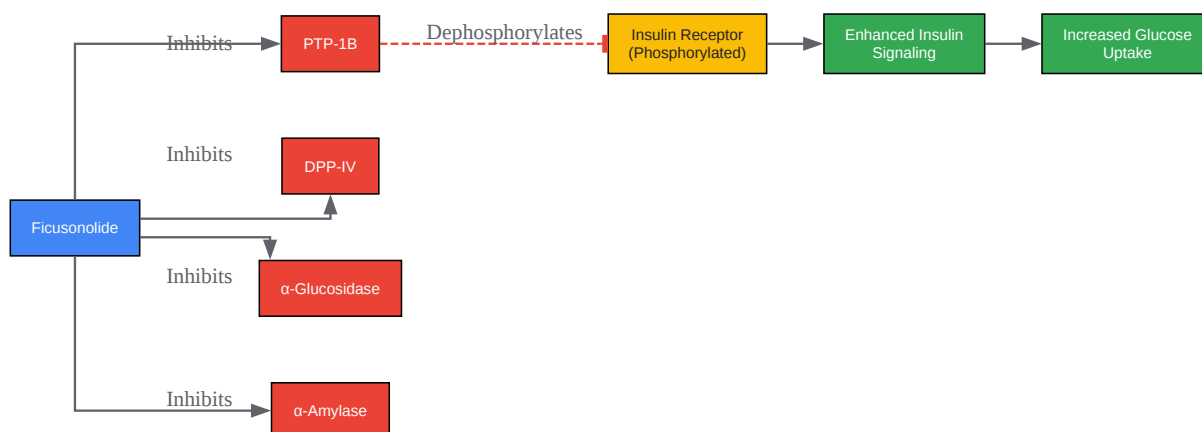 Inhibits
PTP-1B
Dephosphorylates
Insulin Receptor
(Phosphorylated)
Enhanced Insulin
Signaling
Increased Glucose
Uptake
Inhibits
DPP-IV
Ficusonolide
Inhibits
α-Glucosidase
Inhibits
α-Amylase